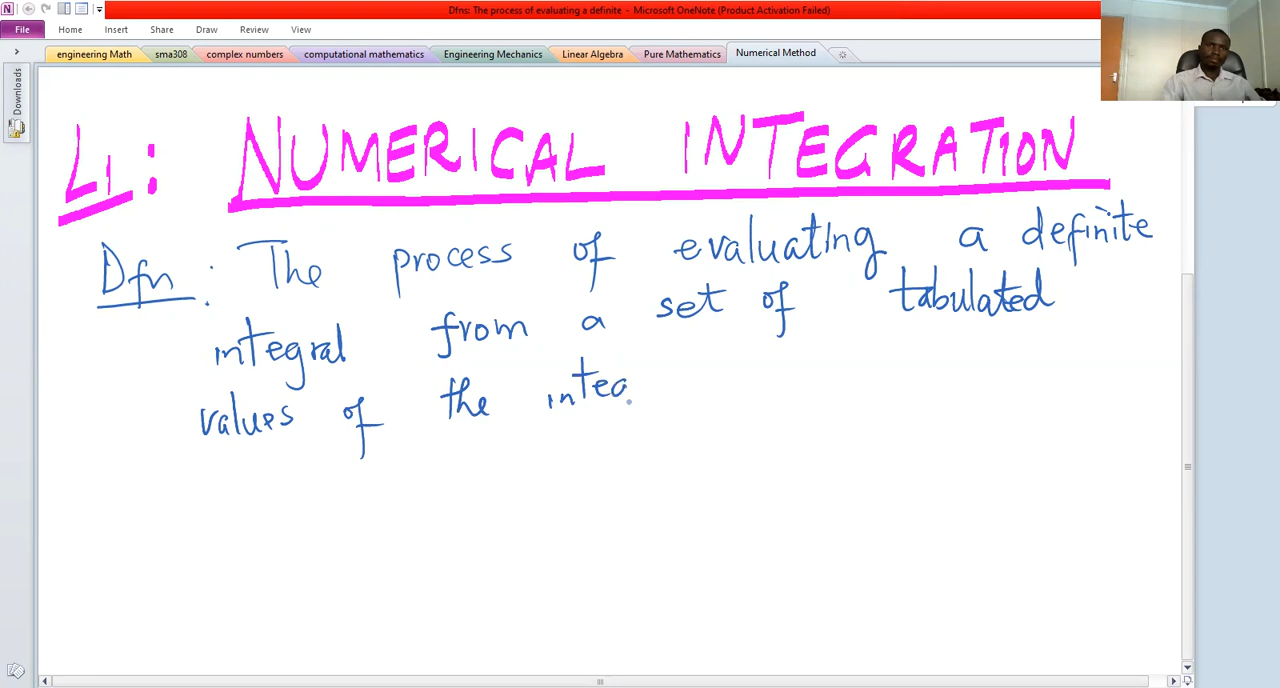 Dfns: The process of evaluating a definite - Microsoft OneNote (Product Activation Failed)
File Home Insert Share Draw Review View
engineering Math sma308 complex numbers computational mathematics Engineering Mechanics Linear Algebra Pure Mathematics Numerical Method
Downloads
L1: NUMERICAL INTEGRATION
Dfn: The process of evaluating a definite
integral from a set of tabulated
values of the integ